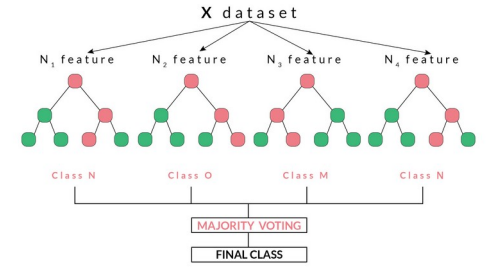 X dataset
N₁ feature N₂ feature N₃ feature N₄ feature
Class N Class O Class M Class N
MAJORITY VOTING
FINAL CLASS